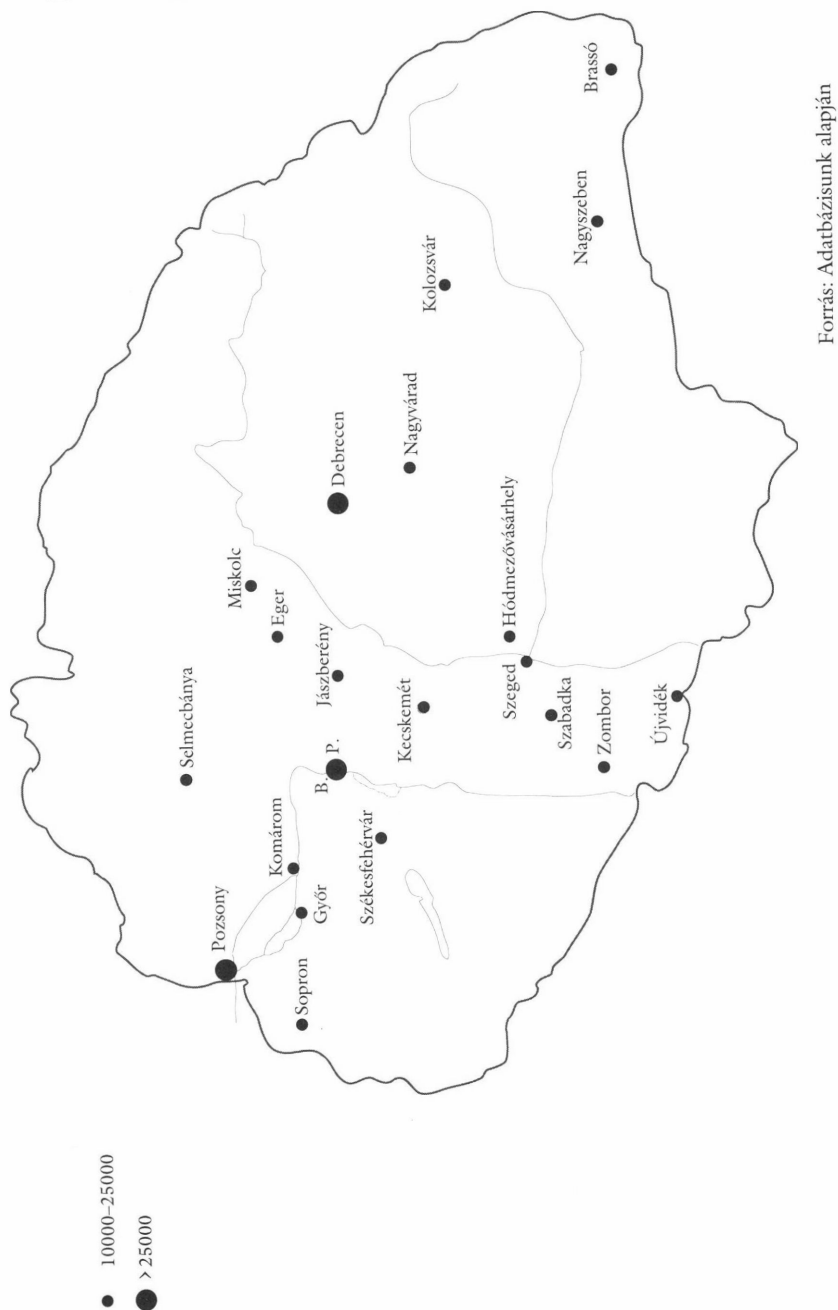 10000–25000
> 25000
Pozsony
Selmecbánya
Komárom
Győr
Sopron
Székesfehérvár
B. P.
Miskolc
Eger
Jászberény
Kecskemét
Debrecen
Nagyvárad
Kolozsvár
Hódmezővásárhely
Szeged
Szabadka
Zombor
Újvidék
Nagyszeben
Brassó
Forrás: Adatbázisunk alapján